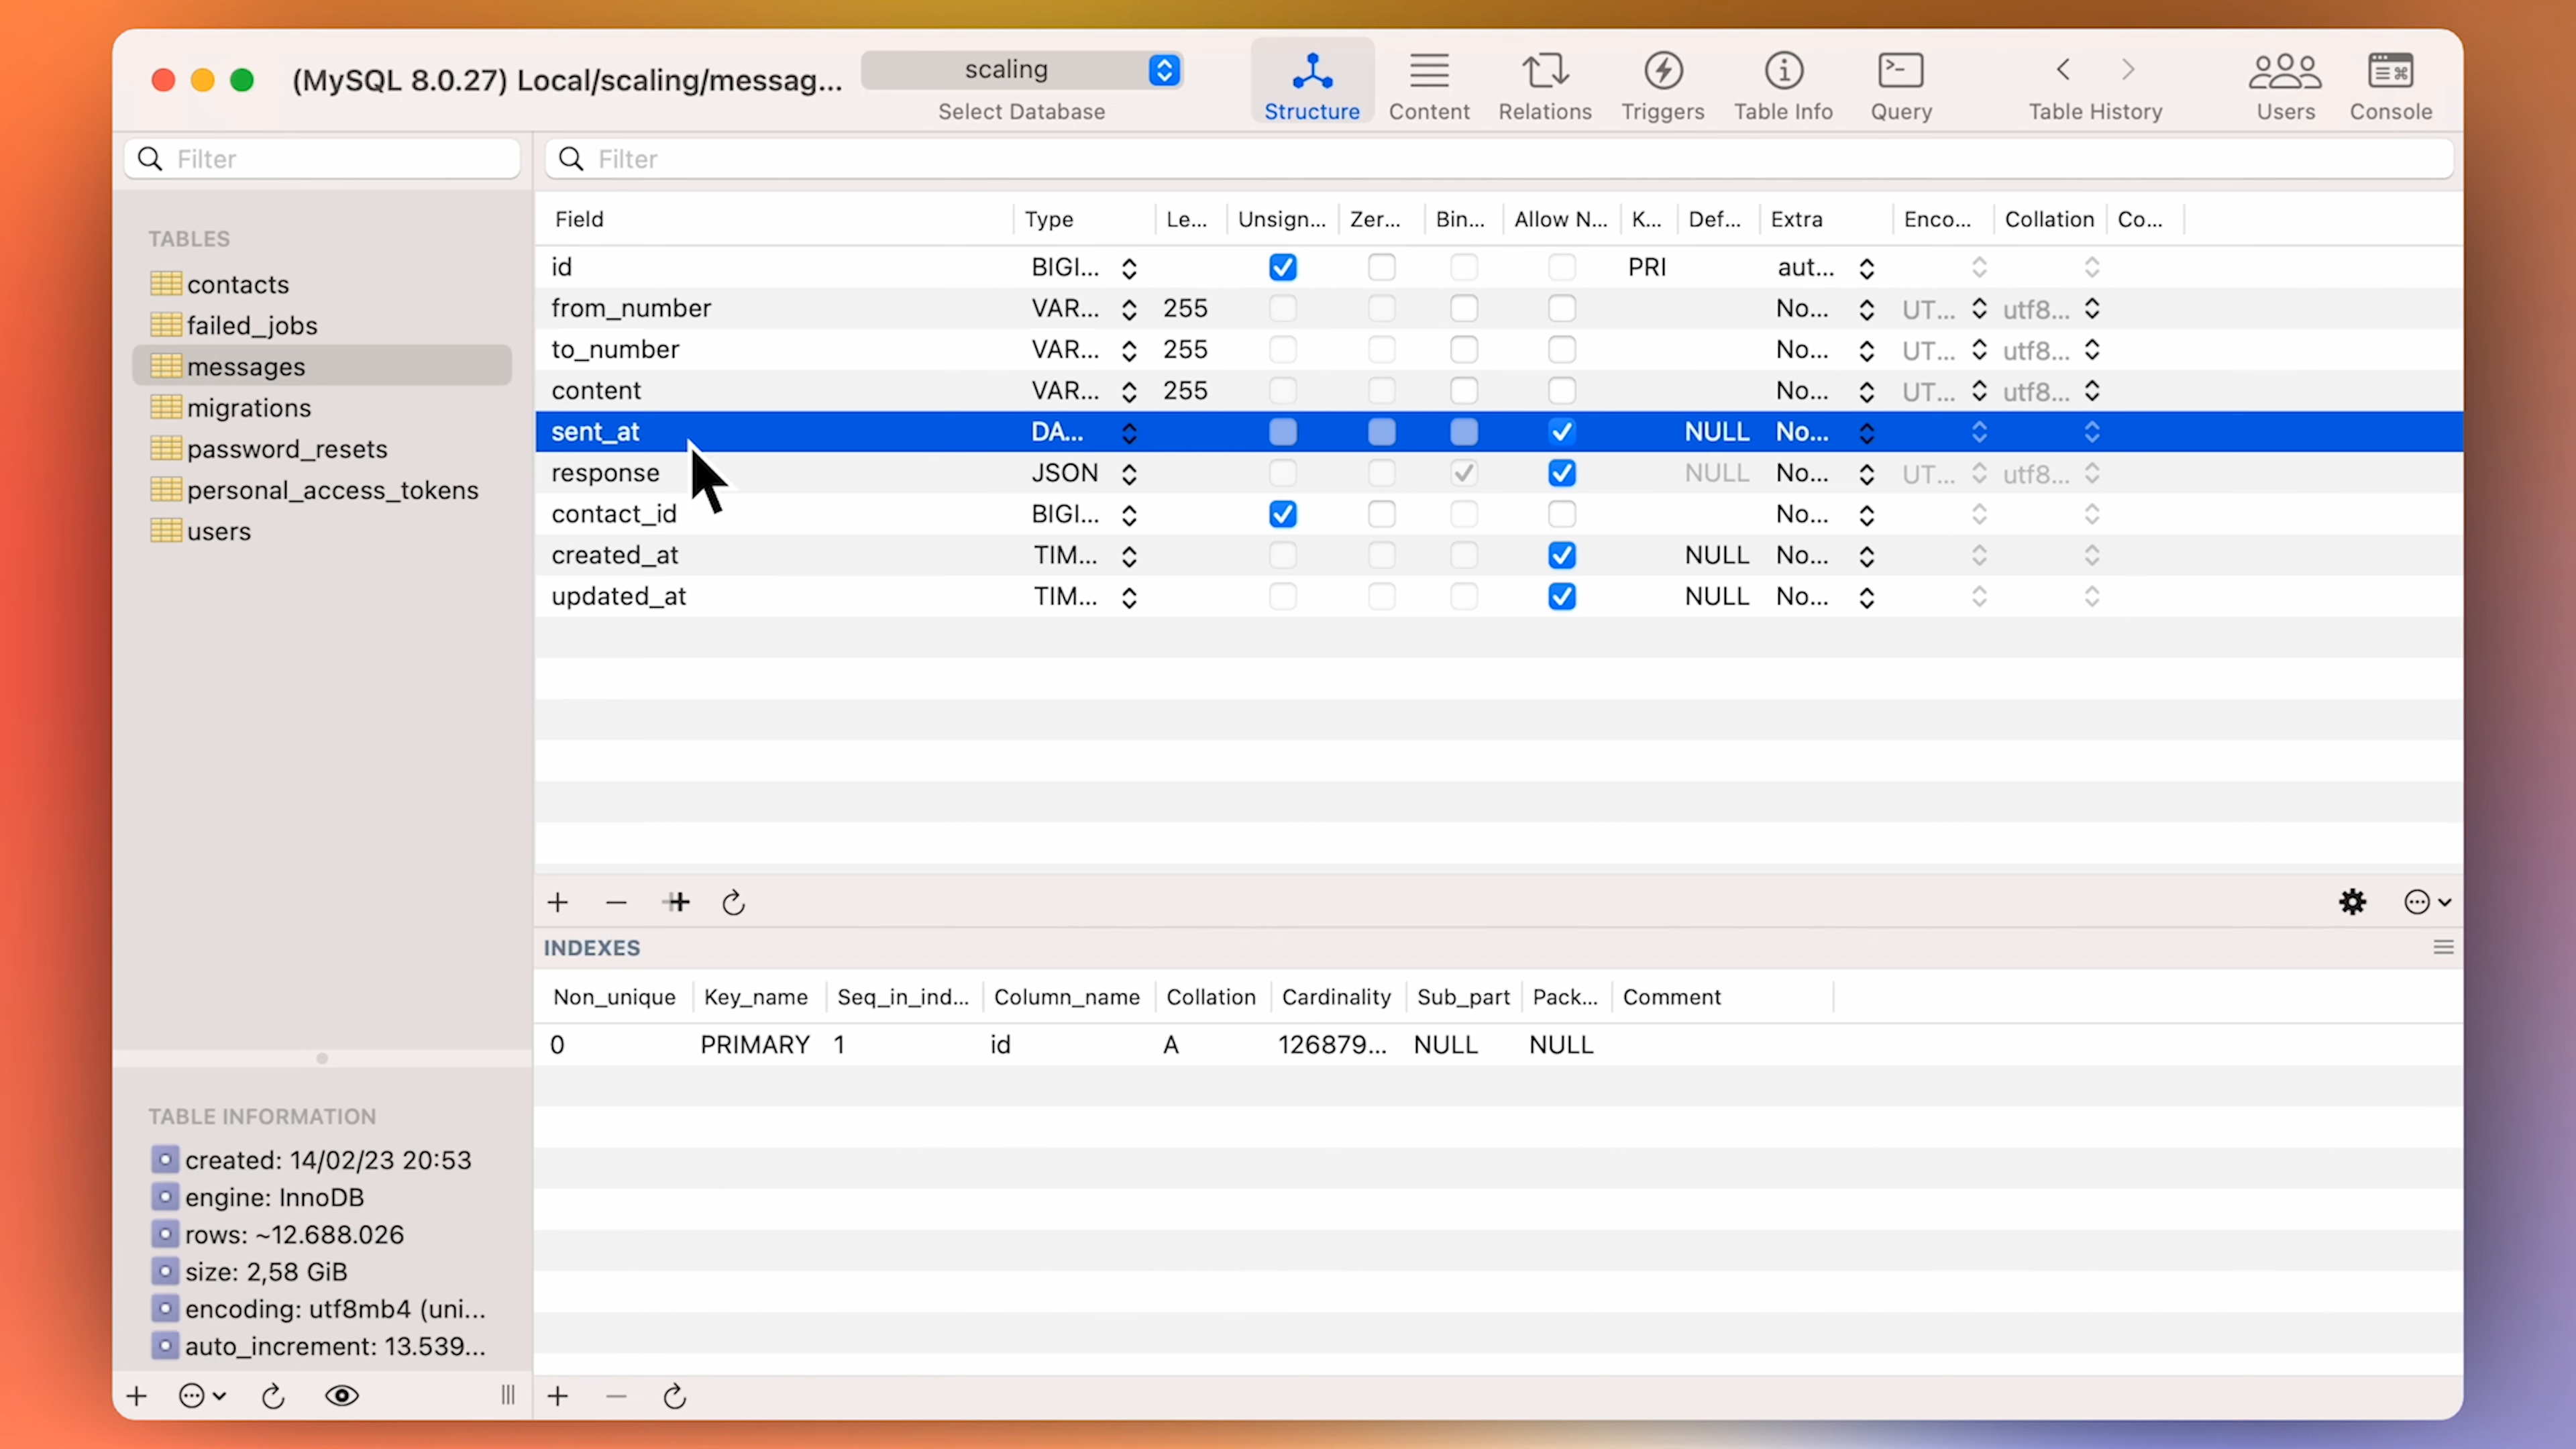 (MySQL 8.0.27) Local/scaling/messag...
scaling
Select Database
Structure
Content
Relations
Triggers
Table Info
Query
Table History
Users
Console
Filter
Filter
TABLES
contacts
failed_jobs
messages
migrations
password_resets
personal_access_tokens
users
Field Type Le... Unsign... Zer... Bin... Allow N... K... Def... Extra Enco... Collation Co...
id BIGI... PRI aut...
from_number VAR... 255 No... UT... utf8...
to_number VAR... 255 No... UT... utf8...
content VAR... 255 No... UT... utf8...
sent_at DA... NULL No...
response JSON NULL No... UT... utf8...
contact_id BIGI... No...
created_at TIM... NULL No...
updated_at TIM... NULL No...
INDEXES
Non_unique Key_name Seq_in_ind... Column_name Collation Cardinality Sub_part Pack... Comment
0 PRIMARY 1 id A 126879... NULL NULL
TABLE INFORMATION
created: 14/02/23 20:53
engine: InnoDB
rows: ~12.688.026
size: 2,58 GiB
encoding: utf8mb4 (uni...
auto_increment: 13.539...